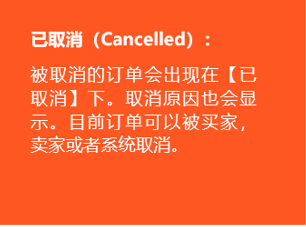 已取消（Cancelled）：
被取消的订单会出现在【已
取消】下。取消原因也会显
示。目前订单可以被买家，
卖家或者系统取消。